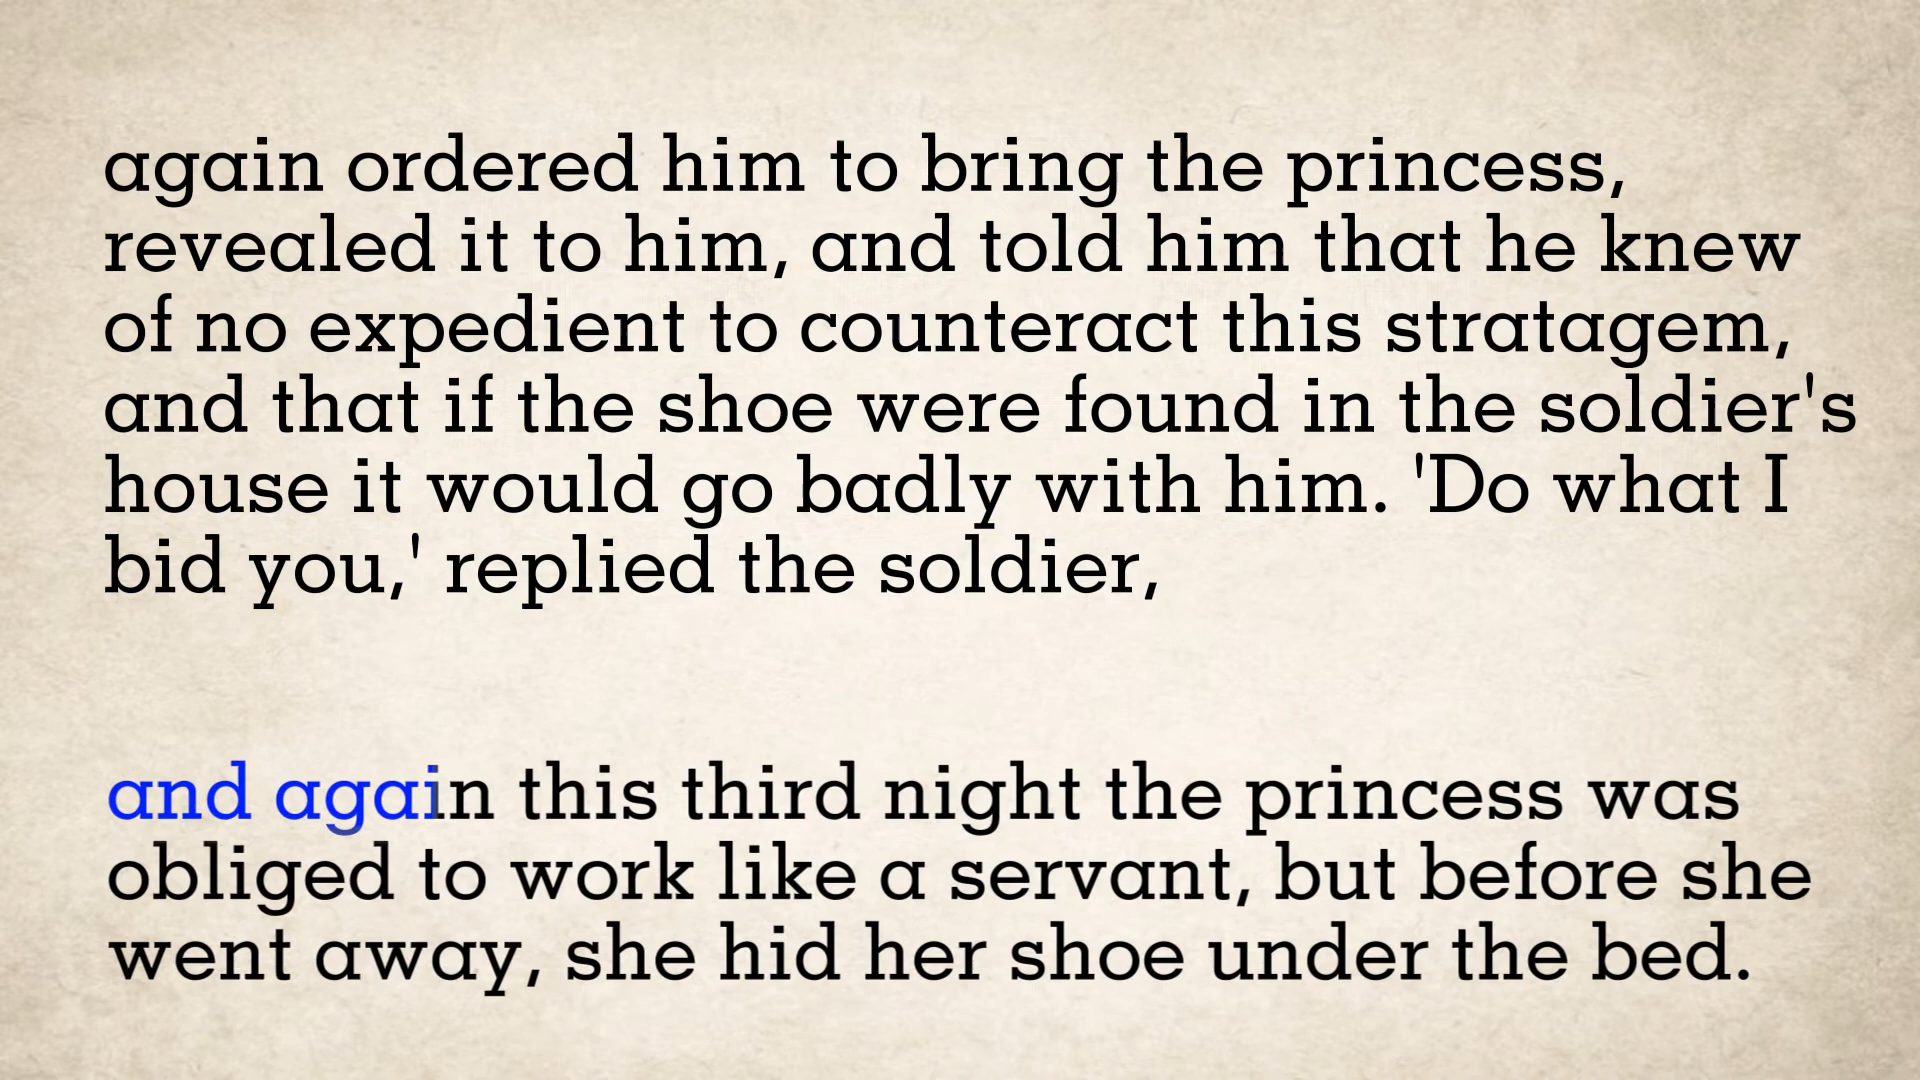 again ordered him to bring the princess,
revealed it to him, and told him that he knew
of no expedient to counteract this stratagem,
and that if the shoe were found in the soldier's
house it would go badly with him. 'Do what I
bid you,' replied the soldier,
and again this third night the princess was
obliged to work like a servant, but before she
went away, she hid her shoe under the bed.